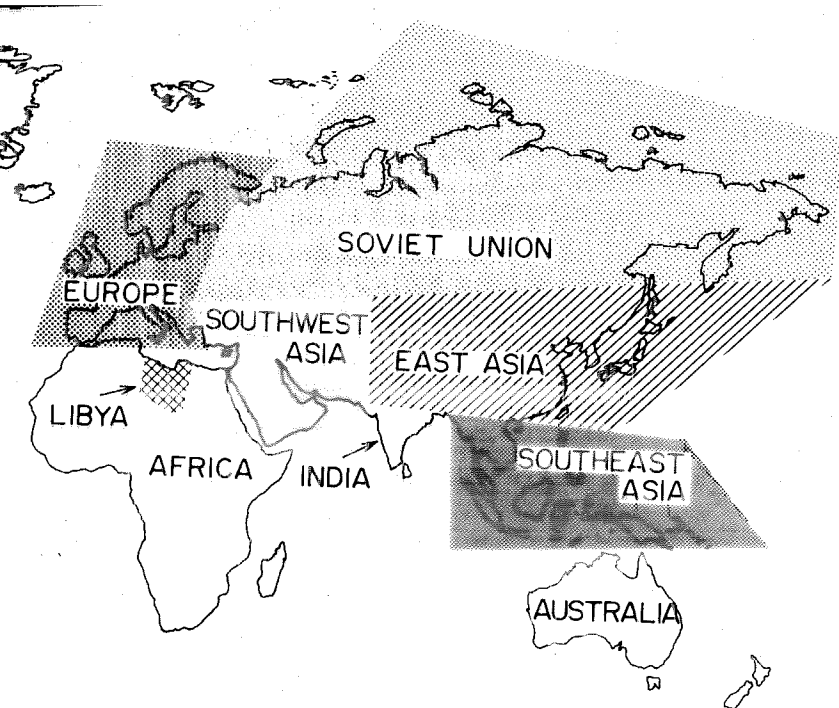 SOVIET UNION
EUROPE
SOUTHWEST
ASIA
EAST ASIA
LIBYA
AFRICA
INDIA
SOUTHEAST
ASIA
AUSTRALIA